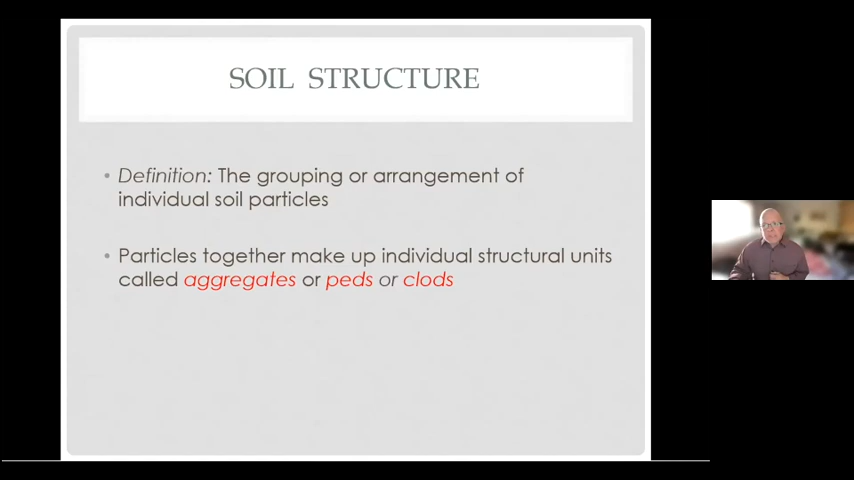 SOIL STRUCTURE
• Definition: The grouping or arrangement of
individual soil particles
• Particles together make up individual structural units
called aggregates or peds or clods